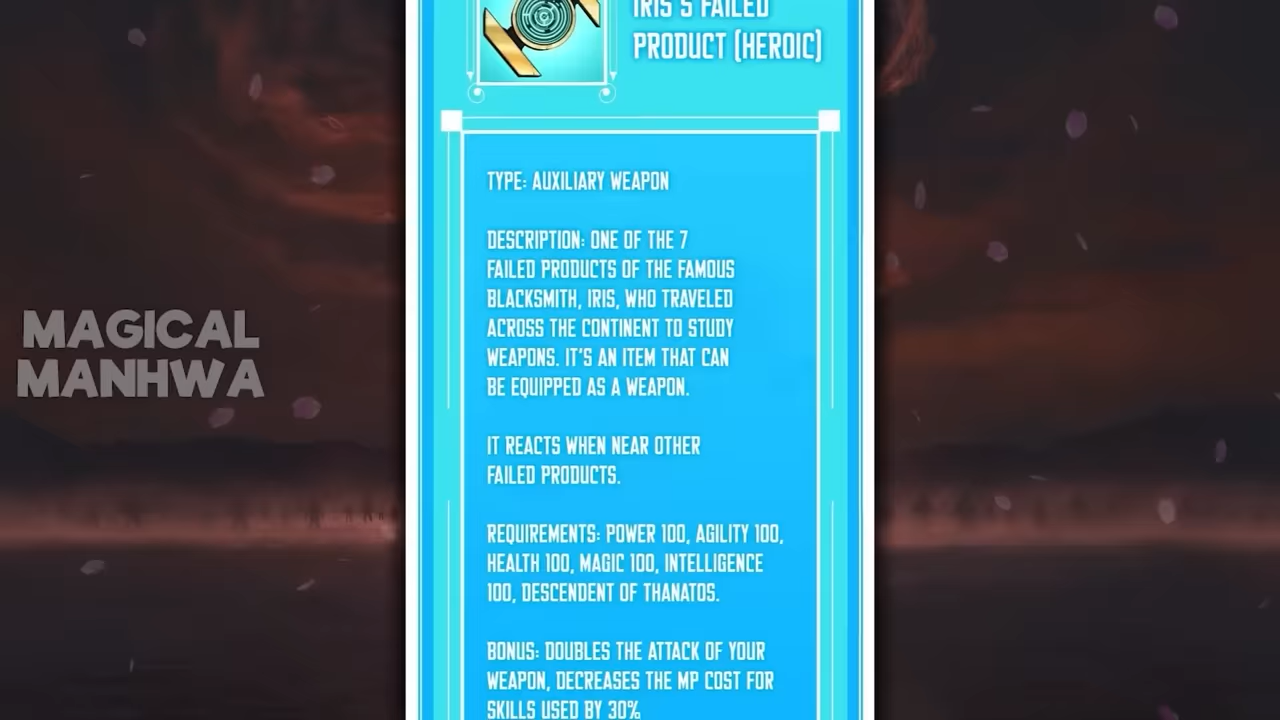 IRIS'S FAILED
PRODUCT (HEROIC)
TYPE: AUXILIARY WEAPON
DESCRIPTION: ONE OF THE 7
FAILED PRODUCTS OF THE FAMOUS
BLACKSMITH, IRIS, WHO TRAVELED
ACROSS THE CONTINENT TO STUDY
WEAPONS. IT'S AN ITEM THAT CAN
BE EQUIPPED AS A WEAPON.
IT REACTS WHEN NEAR OTHER
FAILED PRODUCTS.
REQUIREMENTS: POWER 100, AGILITY 100,
HEALTH 100, MAGIC 100, INTELLIGENCE
100, DESCENDENT OF THANATOS.
BONUS: DOUBLES THE ATTACK OF YOUR
WEAPON, DECREASES THE MP COST FOR
SKILLS USED BY 30%
MAGICAL
MANHWA